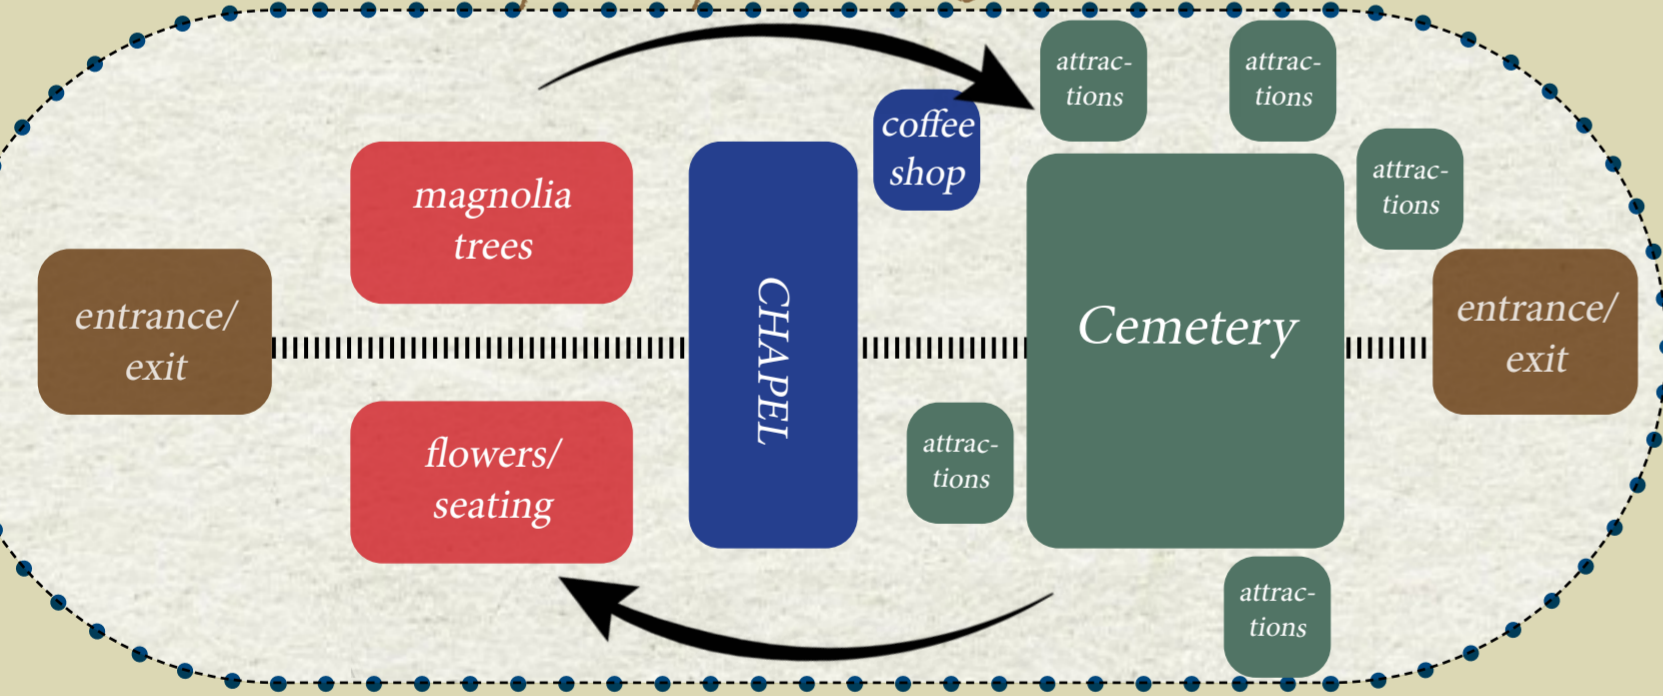 attrac-
tions
attrac-
tions
coffee
shop
magnolia
trees
attrac-
tions
entrance/
exit
CHAPEL
Cemetery
entrance/
exit
flowers/
seating
attrac-
tions
attrac-
tions